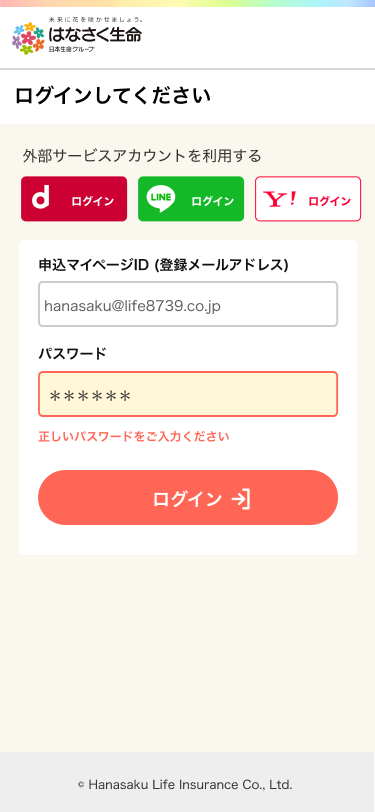 未来に花を咲かせましょう。
はなさく生命
日本生命グループ
ログインしてください
外部サービスアカウントを利用する
d ログイン
LINE ログイン
Y! ログイン
申込マイページID (登録メールアドレス)
hanasaku@life8739.co.jp
パスワード
******
正しいパスワードをご入力ください
ログイン
© Hanasaku Life Insurance Co., Ltd.